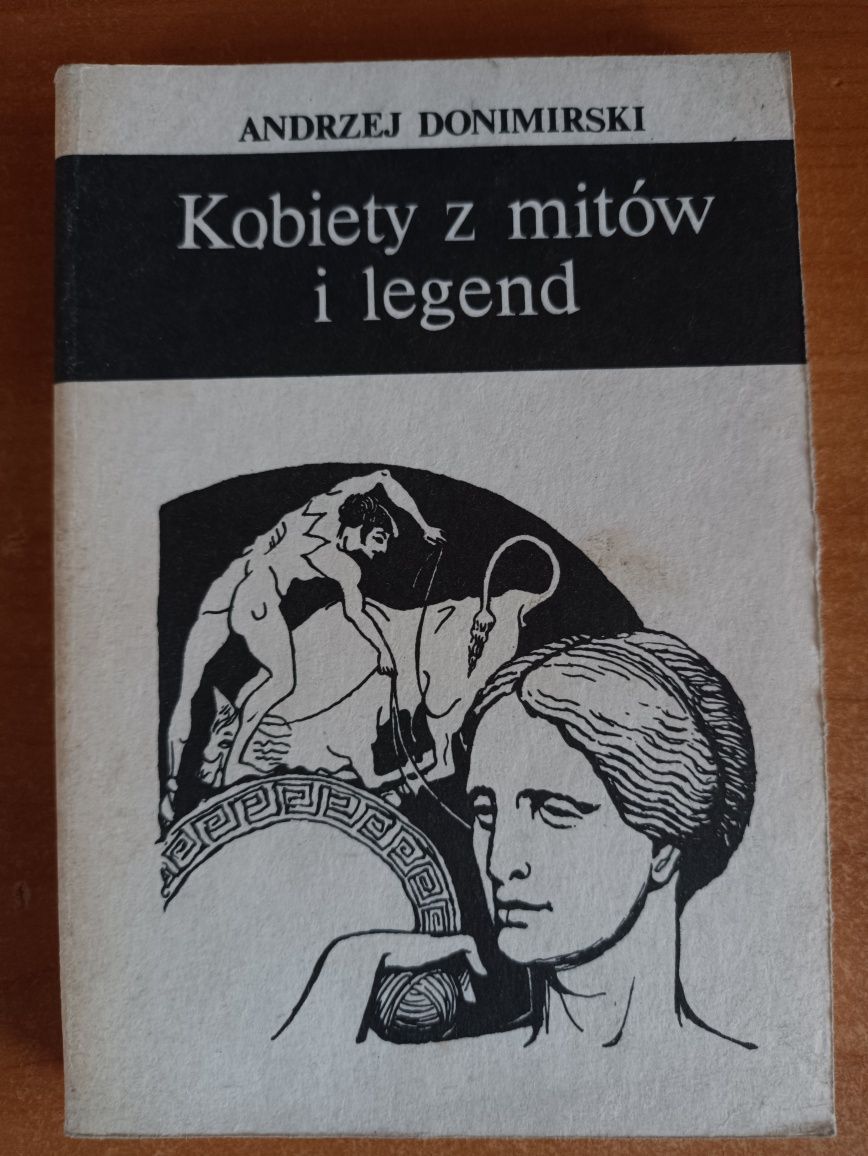 ANDRZEJ DONIMIRSKI
Kobiety z mitów
i legend